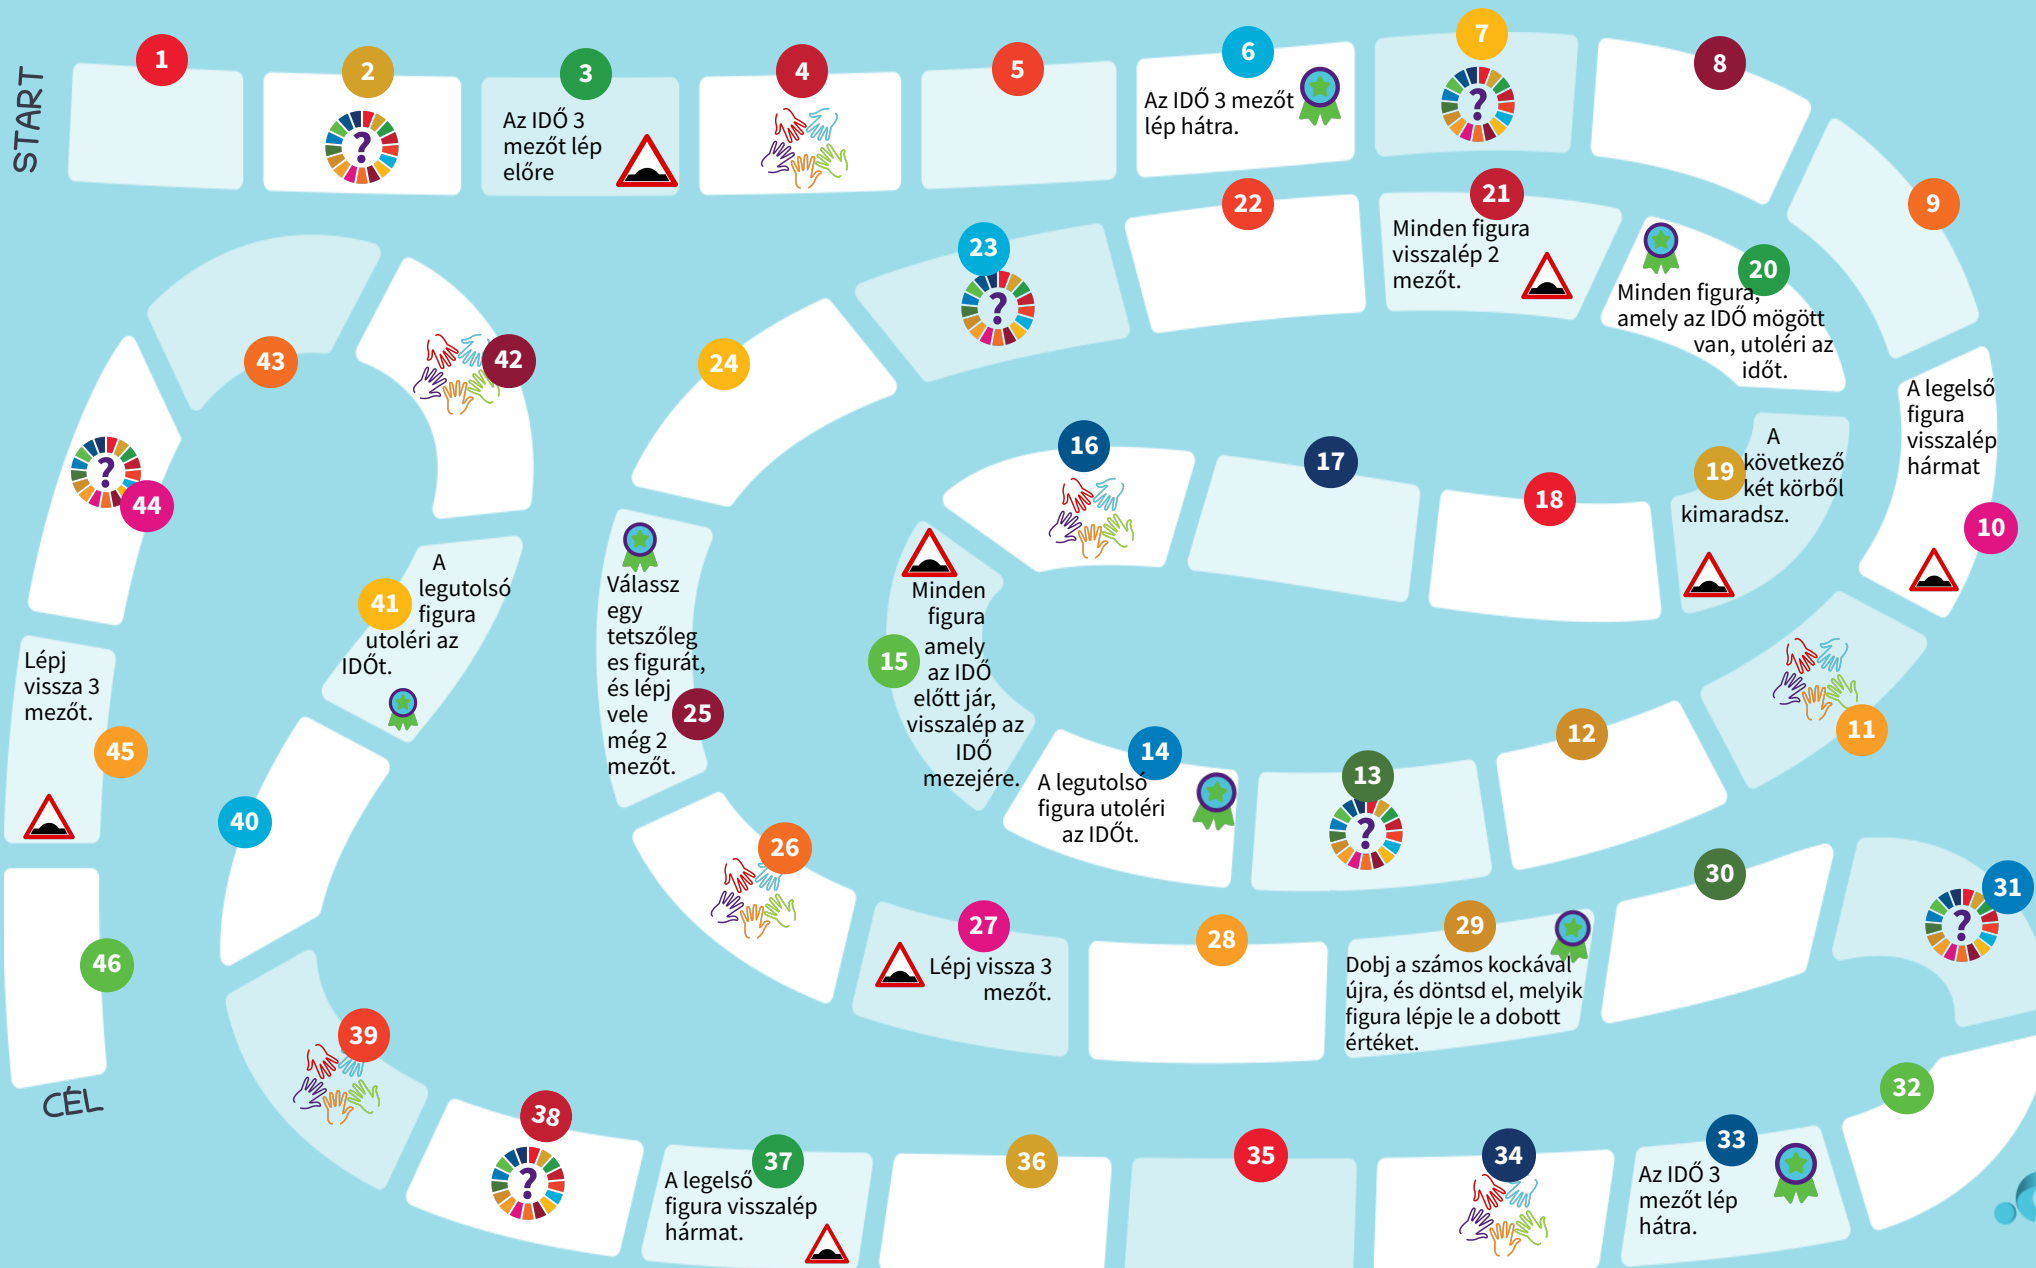 START
1
2
?
3
Az IDŐ 3
mezőt lép
előre
4
5
6
Az IDŐ 3 mezőt
lép hátra.
7
?
8
9
10
A legelső
figura
visszalép
hármat
11
12
13
?
14
A legutolsó
figura utoléri
az IDŐt.
15
Minden
figura
amely
az IDŐ
előtt jár,
visszalép az
IDŐ
mezejére.
16
17
18
19
A
következő
két körből
kimaradsz.
20
Minden figura,
amely az IDŐ mögött
van, utoléri az
időt.
21
Minden figura
visszalép 2
mezőt.
22
23
?
24
25
Válassz
egy
tetszőleg
es figurát,
és lépj
vele
még 2
mezőt.
26
27
Lépj vissza 3
mezőt.
28
29
Dobj a számos kockával
újra, és döntsd el, melyik
figura lépje le a dobott
értéket.
30
31
?
32
33
Az IDŐ 3
mezőt lép
hátra.
34
35
36
37
A legelső
figura visszalép
hármat.
38
?
39
40
41
A
legutolsó
figura
utoléri az
IDŐt.
42
43
44
?
45
Lépj
vissza 3
mezőt.
46
CÉL